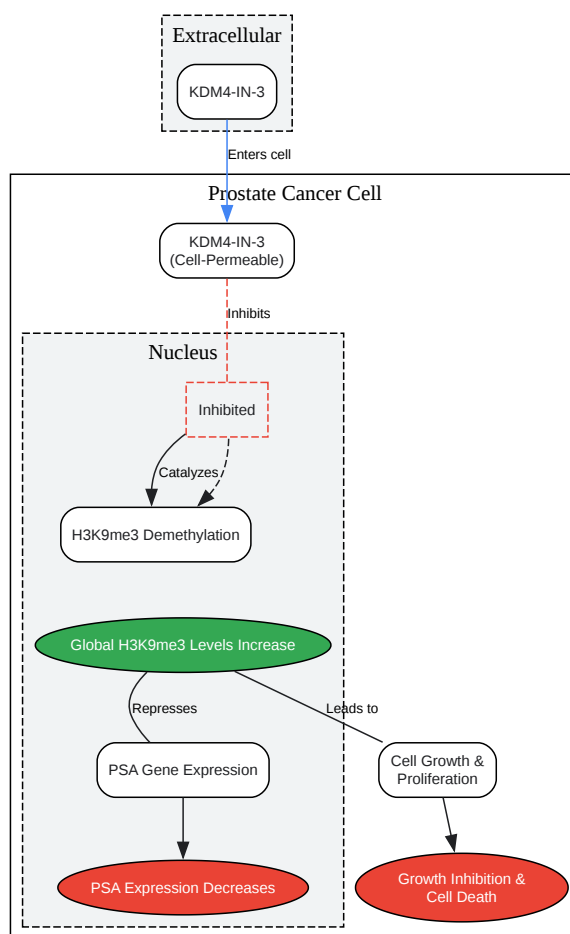 Extracellular
KDM4-IN-3
Enters cell
Prostate Cancer Cell
KDM4-IN-3
(Cell-Permeable)
Inhibits
Nucleus
Inhibited
Catalyzes
H3K9me3 Demethylation
Global H3K9me3 Levels Increase
Represses
Leads to
PSA Gene Expression
Cell Growth &
Proliferation
PSA Expression Decreases
Growth Inhibition &
Cell Death